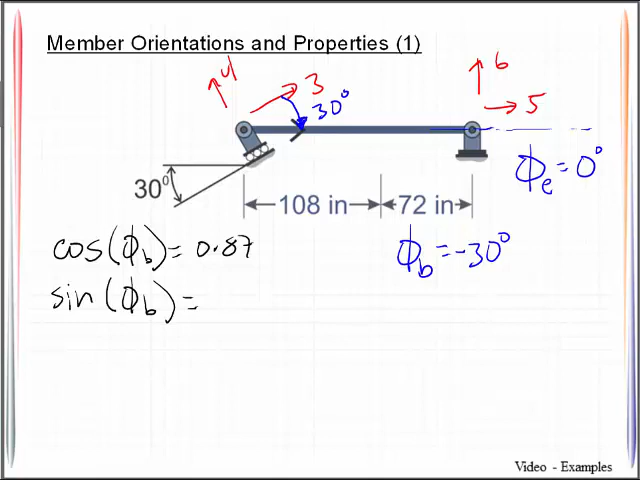 Member Orientations and Properties (1)
4
3
30°
6
5
30⁰
108 in
72 in
ϕe = 0°
cos(ϕb) = 0.87
ϕb = -30°
sin(ϕb) =
Video - Examples